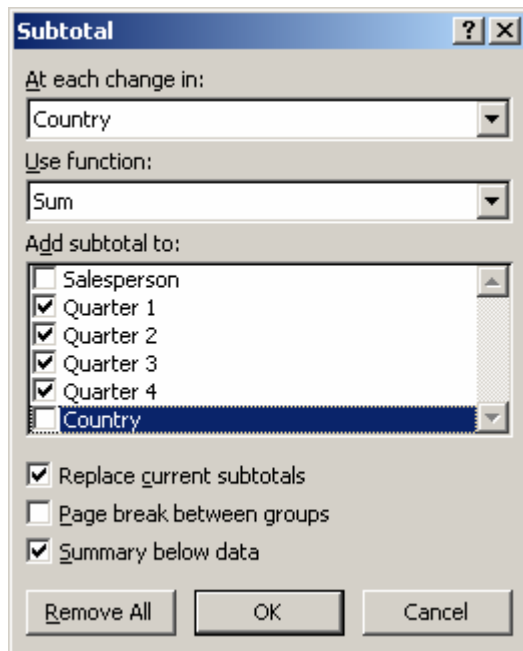 Subtotal
At each change in:
Country
Use function:
Sum
Add subtotal to:
Salesperson
Quarter 1
Quarter 2
Quarter 3
Quarter 4
Country
Replace current subtotals
Page break between groups
Summary below data
Remove All OK Cancel